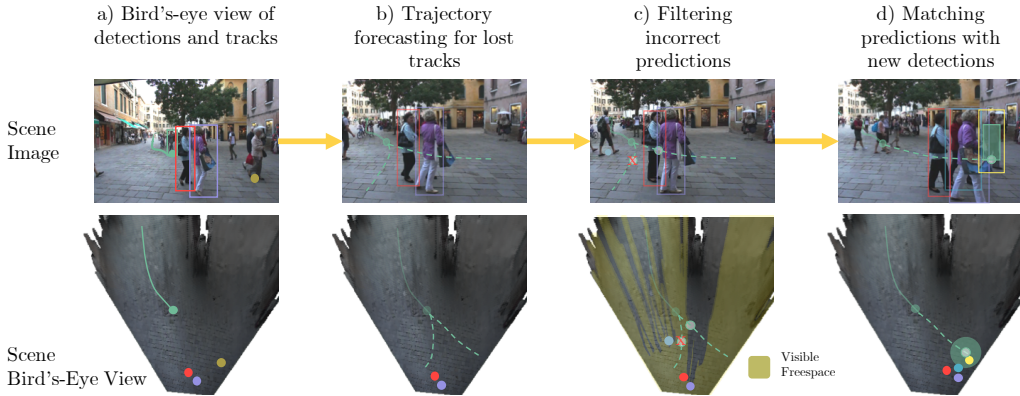 a) Bird's-eye view of
detections and tracks
b) Trajectory
forecasting for lost
tracks
c) Filtering
incorrect
predictions
d) Matching
predictions with
new detections
Scene
Image
Scene
Bird's-Eye View
Visible
Freespace